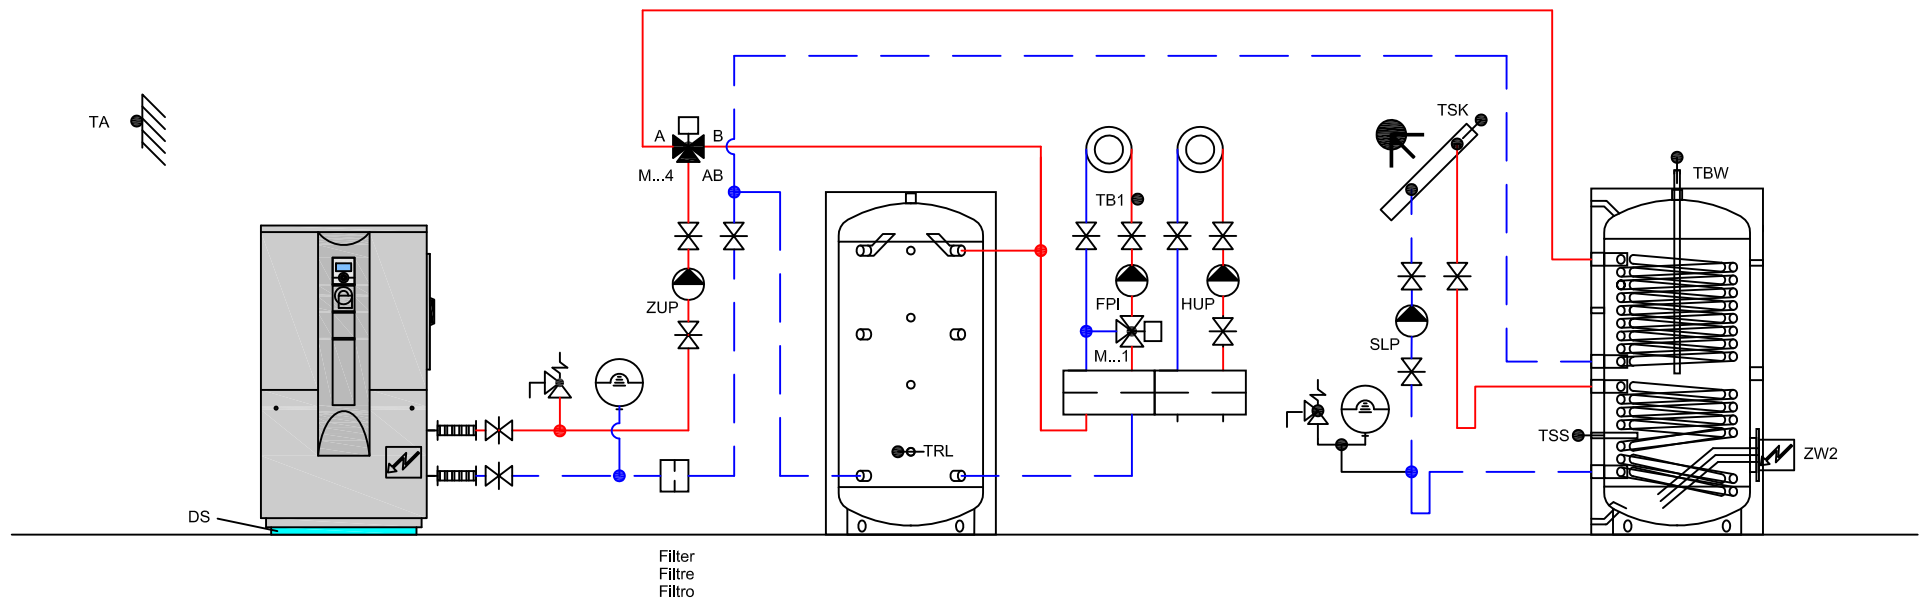 TA
A
B
M...4
AB
ZUP
TB1
FPI
HUP
M...1
TSK
SLP
TBW
TSS
ZW2
TRL
DS
Filter
Filtre
Filtro